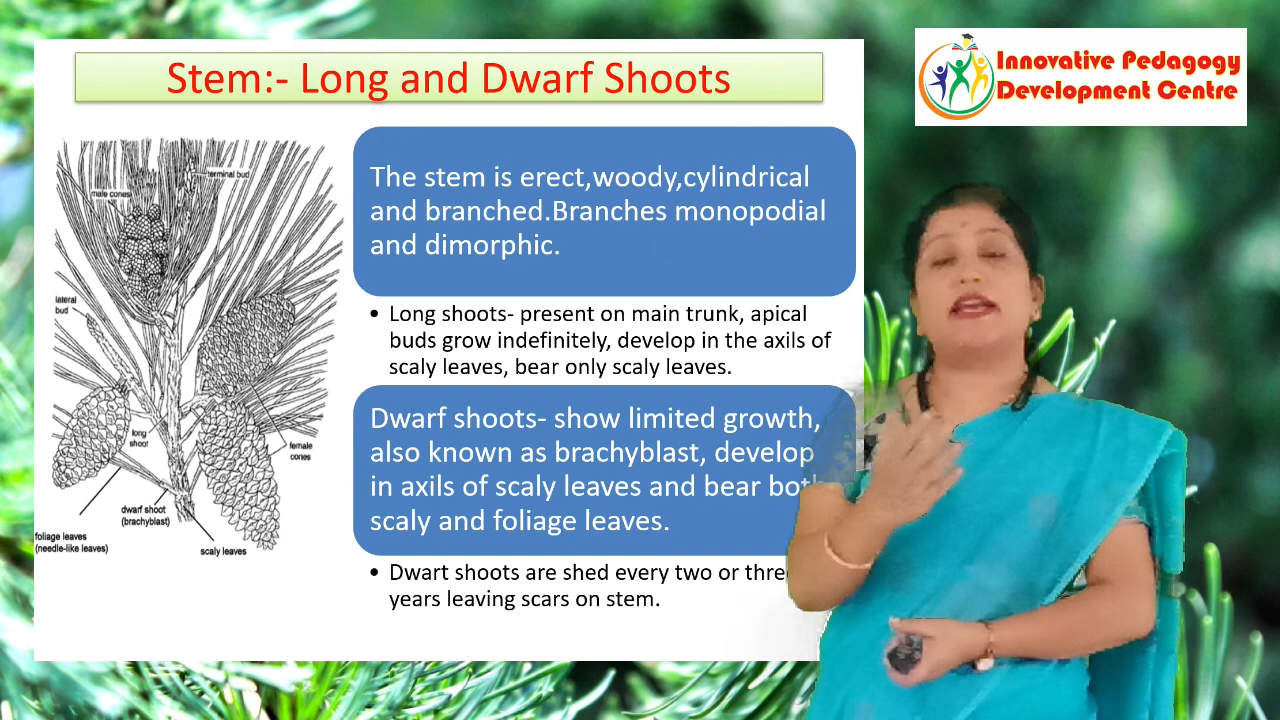 Stem:- Long and Dwarf Shoots
Innovative Pedagogy
Development Centre
terminal bud
male cones
lateral
bud
long
shoot
female
cones
dwarf shoot
(brachyblast)
foliage leaves
(needle-like leaves)
scaly leaves
The stem is erect,woody,cylindrical
and branched.Branches monopodial
and dimorphic.
• Long shoots- present on main trunk, apical
buds grow indefinitely, develop in the axils of
scaly leaves, bear only scaly leaves.
Dwarf shoots- show limited growth,
also known as brachyblast, develop
in axils of scaly leaves and bear both
scaly and foliage leaves.
• Dwart shoots are shed every two or three
years leaving scars on stem.